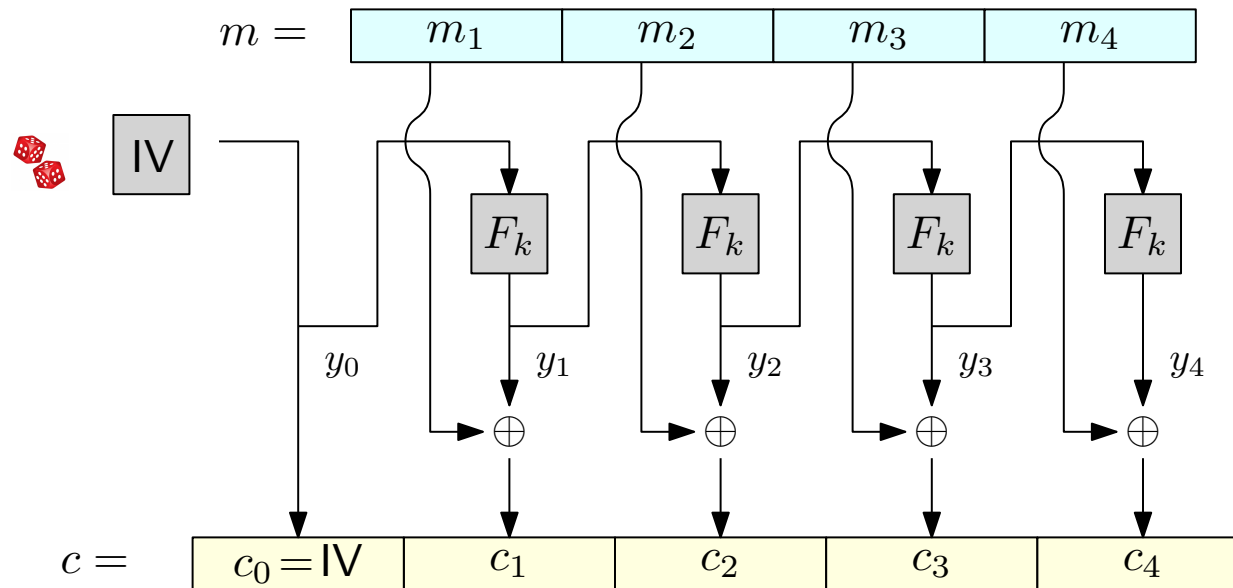 m = m₁ m₂ m₃ m₄
IV
Fₖ Fₖ Fₖ Fₖ
y₀ y₁ y₂ y₃ y₄
⊕ ⊕ ⊕ ⊕
c = c₀ = IV c₁ c₂ c₃ c₄